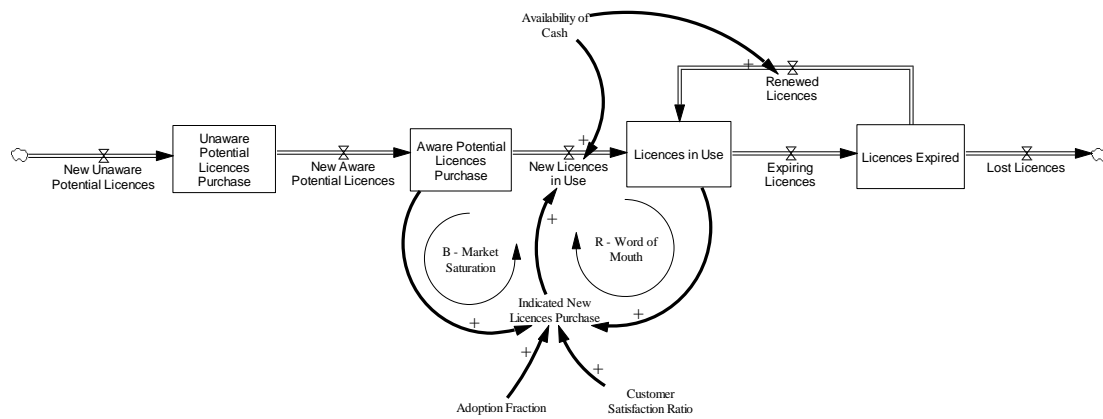 Availability of
Cash
+
Renewed
Licences
Unaware
Potential
Licences
Purchase
Aware Potential
Licences
Purchase
+
Licences in Use
Licences Expired
New Unaware
Potential Licences
New Aware
Potential Licences
New Licences
in Use
Expiring
Licences
Lost Licences
+
B - Market
Saturation
R - Word of
Mouth
Indicated New
Licences Purchase
+
+
+
+
Adoption Fraction
Customer
Satisfaction Ratio